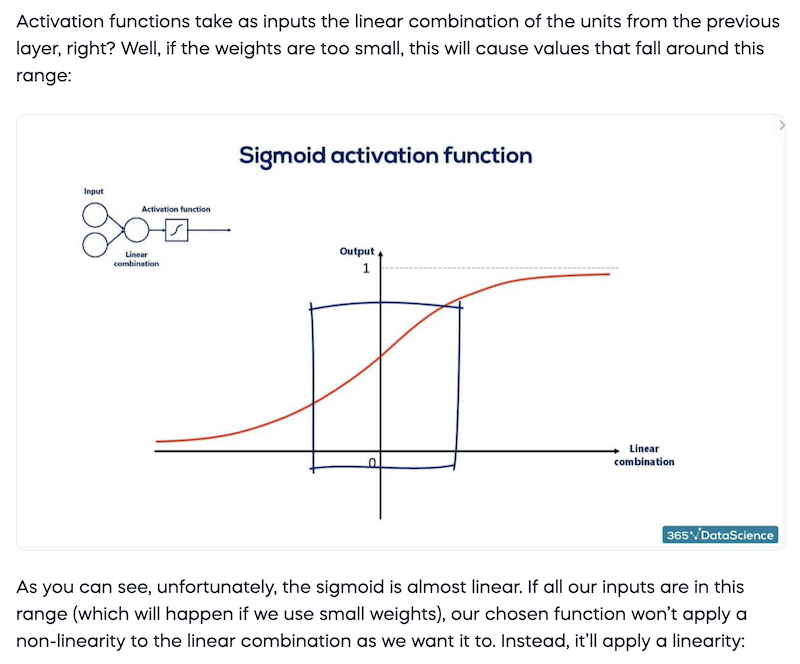 Activation functions take as inputs the linear combination of the units from the previous
layer, right? Well, if the weights are too small, this will cause values that fall around this
range:
Sigmoid activation function
Input
Activation function
Linear
combination
Output
1
0
Linear
combination
365√DataScience
As you can see, unfortunately, the sigmoid is almost linear. If all our inputs are in this
range (which will happen if we use small weights), our chosen function won’t apply a
non-linearity to the linear combination as we want it to. Instead, it’ll apply a linearity: